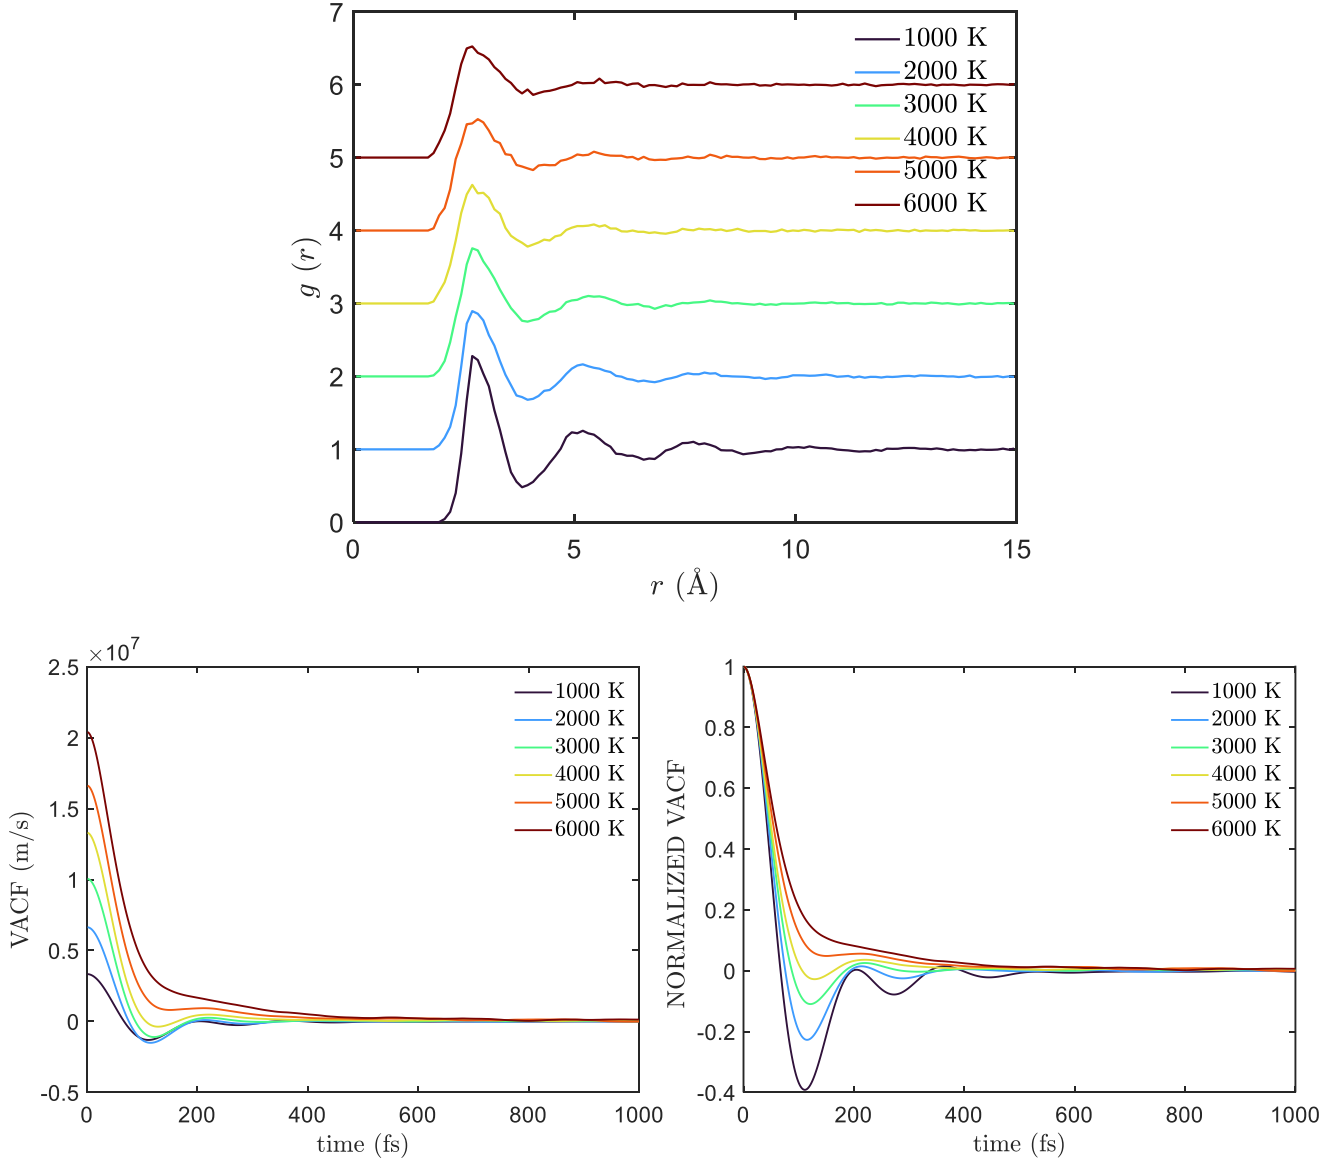 7
6
5
4
3
2
1
0
g (r)
1000 K
2000 K
3000 K
4000 K
5000 K
6000 K
0 5 10 15
r (Å)
×10⁷
2.5
2
1.5
1
0.5
0
-0.5
VACF (m/s)
1000 K
2000 K
3000 K
4000 K
5000 K
6000 K
0 200 400 600 800 1000
time (fs)
1
0.8
0.6
0.4
0.2
0
-0.2
-0.4
NORMALIZED VACF
1000 K
2000 K
3000 K
4000 K
5000 K
6000 K
0 200 400 600 800 1000
time (fs)